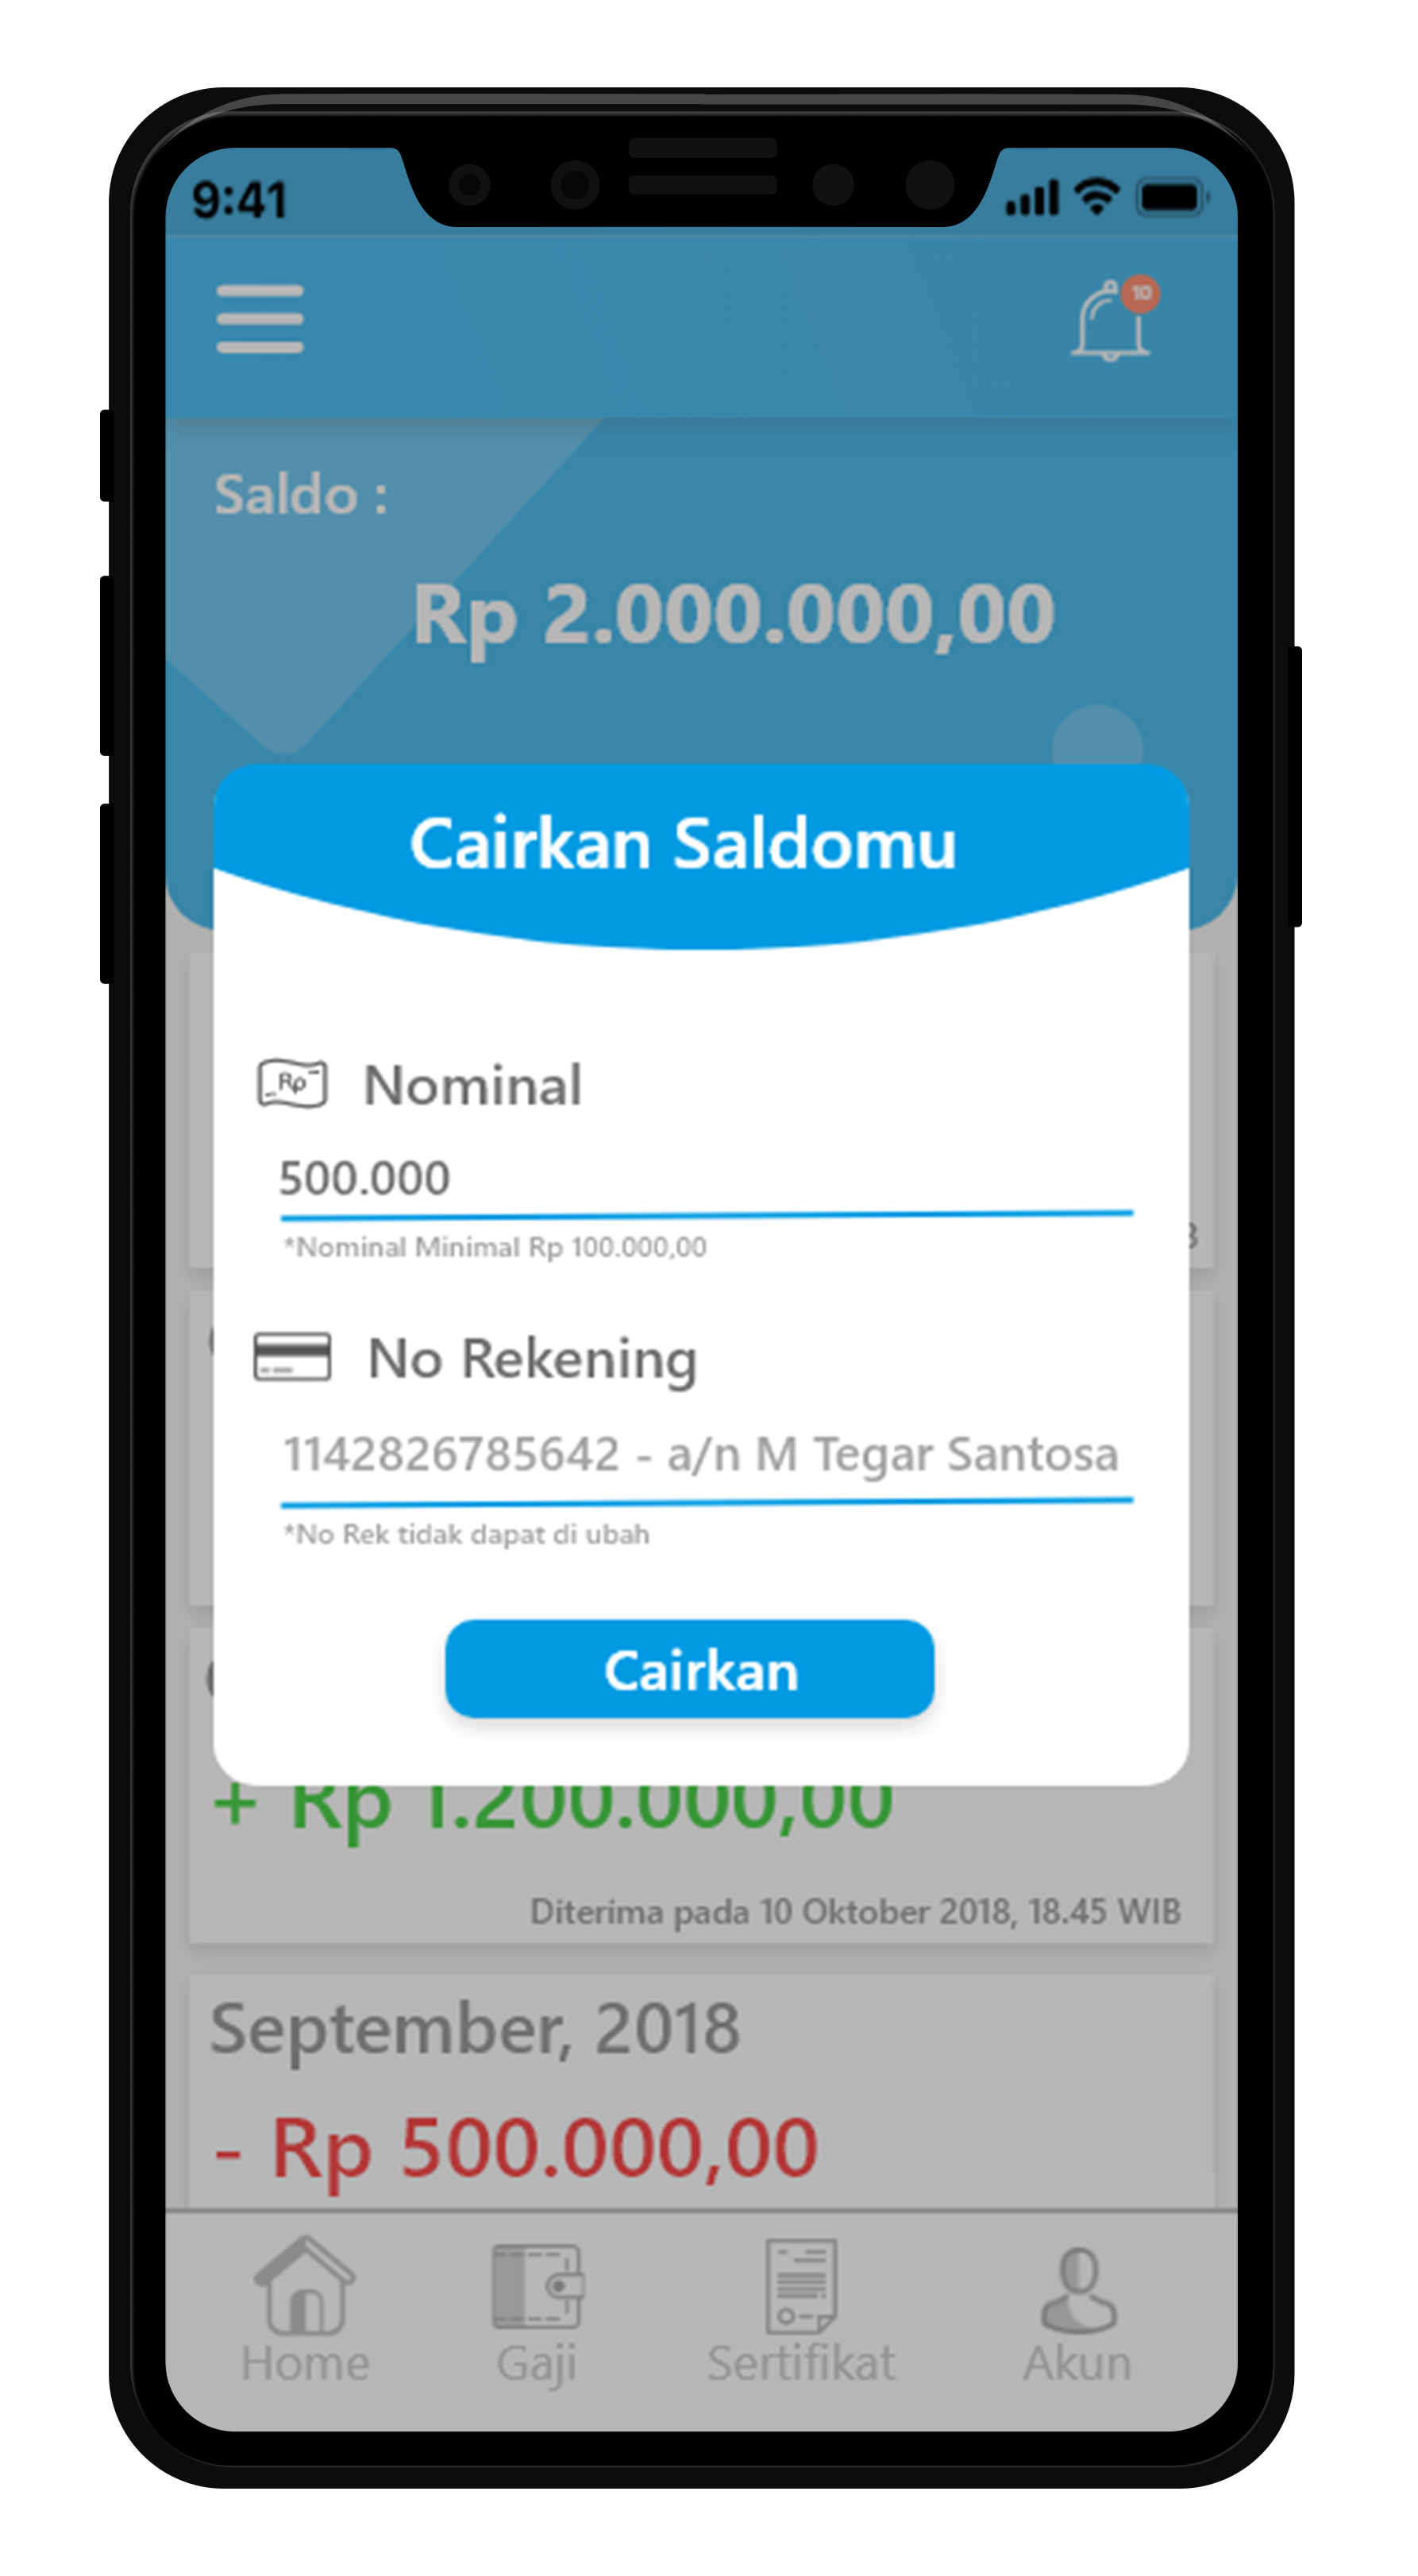 9:41
10
Saldo :
Rp 2.000.000,00
Cairkan Saldomu
Rp
Nominal
500.000
*Nominal Minimal Rp 100.000,00
No Rekening
1142826785642 - a/n M Tegar Santosa
*No Rek tidak dapat di ubah
Cairkan
+ Rp 1.200.000,00
Diterima pada 10 Oktober 2018, 18.45 WIB
September, 2018
- Rp 500.000,00
Home Gaji Sertifikat Akun